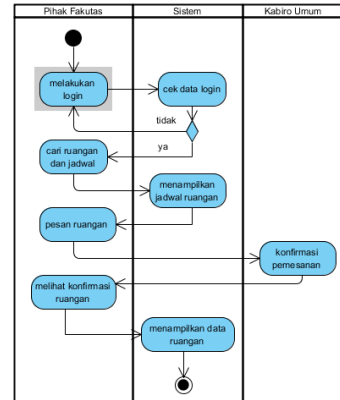 Pihak Fakutas
Sistem
Kabiro Umum
melakukan
login
cek data login
tidak
ya
cari ruangan
dan jadwal
menampilkan
jadwal ruangan
pesan ruangan
konfirmasi
pemesanan
melihat konfirmasi
ruangan
menampilkan data
ruangan